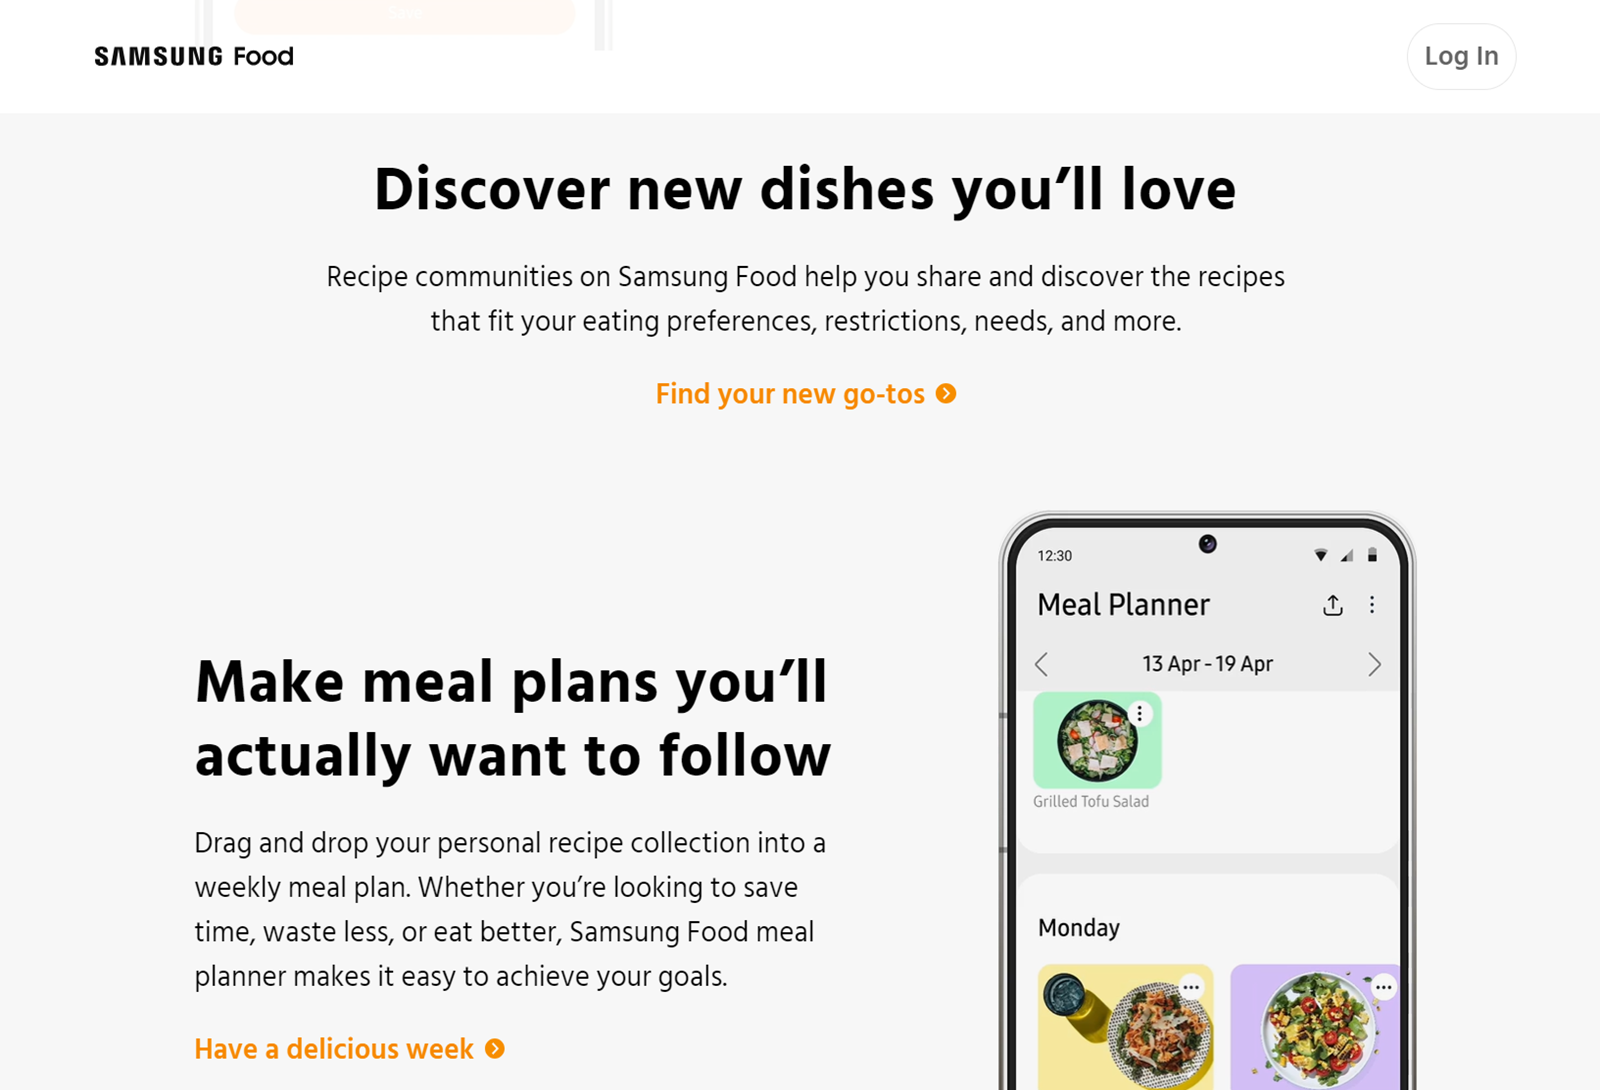 Save
SAMSUNG Food
Log In
Discover new dishes you’ll love
Recipe communities on Samsung Food help you share and discover the recipes
that fit your eating preferences, restrictions, needs, and more.
Find your new go-tos
Make meal plans you’ll
actually want to follow
Drag and drop your personal recipe collection into a
weekly meal plan. Whether you’re looking to save
time, waste less, or eat better, Samsung Food meal
planner makes it easy to achieve your goals.
Have a delicious week
12:30
Meal Planner
13 Apr - 19 Apr
Grilled Tofu Salad
Monday